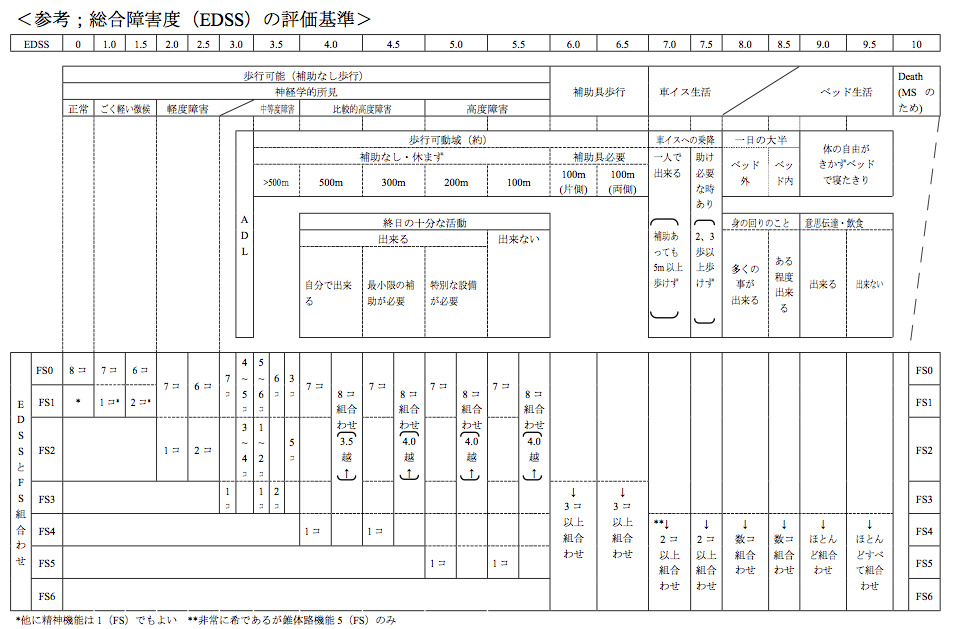 ＜参考；総合障害度（EDSS）の評価基準＞
EDSS 0 1.0 1.5 2.0 2.5 3.0 3.5 4.0 4.5 5.0 5.5 6.0 6.5 7.0 7.5 8.0 8.5 9.0 9.5 10
歩行可能（補助なし歩行）
神経学的所見
正常 ごく軽い徴候 軽度障害 中等度障害 比較的高度障害 高度障害
補助具歩行
車イス生活
ベッド生活
Death
(MS の
ため)
ADL
歩行可動域（約）
補助なし・休まず
補助具必要
>500m 500m 300m 200m 100m
100m
(片側)
100m
(両側)
車イスへの乗降
一人で
出来る
助け
必要
な時
あり
一日の大半
ベッド
外
ベッ
ド内
体の自由が
きかずベッド
で寝たきり
終日の十分な活動
出来る
出来ない
自分で出来
る
最小限の補
助が必要
特別な設備
が必要
補助あ
っても
5m以上
歩けず
2、3
歩以
上歩
けず
身の回りのこと
多くの
事が
出来る
ある
程度
出来
る
意思伝達・飲食
出来る
出来ない
EDSSとFS組合わせ
FS0 8コ 7コ 6コ
FS1 * 1コ* 2コ*
FS2
FS3
FS4
FS5
FS6
7コ
6コ
1コ
2コ
7コ
1コ
4～5コ
3～4コ
5～6コ
1～2コ
1コ
6コ
2コ
3コ
5コ
7コ
1コ
8コ
組合
わせ
3.5
越
↑
7コ
1コ
8コ
組合
わせ
4.0
越
↑
7コ
1コ
8コ
組合
わせ
4.0
越
↑
7コ
1コ
8コ
組合
わせ
4.0
越
↑
↓
3コ
以上
組合
わせ
↓
3コ
以上
組合
わせ
**↓
2コ
以上
組合
わせ
↓
2コ
以上
組合
わせ
↓
数コ
組合
わせ
↓
数コ
組合
わせ
↓
ほとん
ど組合
わせ
↓
ほとん
どすべ
て組合
わせ
FS0
FS1
FS2
FS3
FS4
FS5
FS6
*他に精神機能は1（FS）でもよい　**非常に希であるが錐体路機能5（FS）のみ